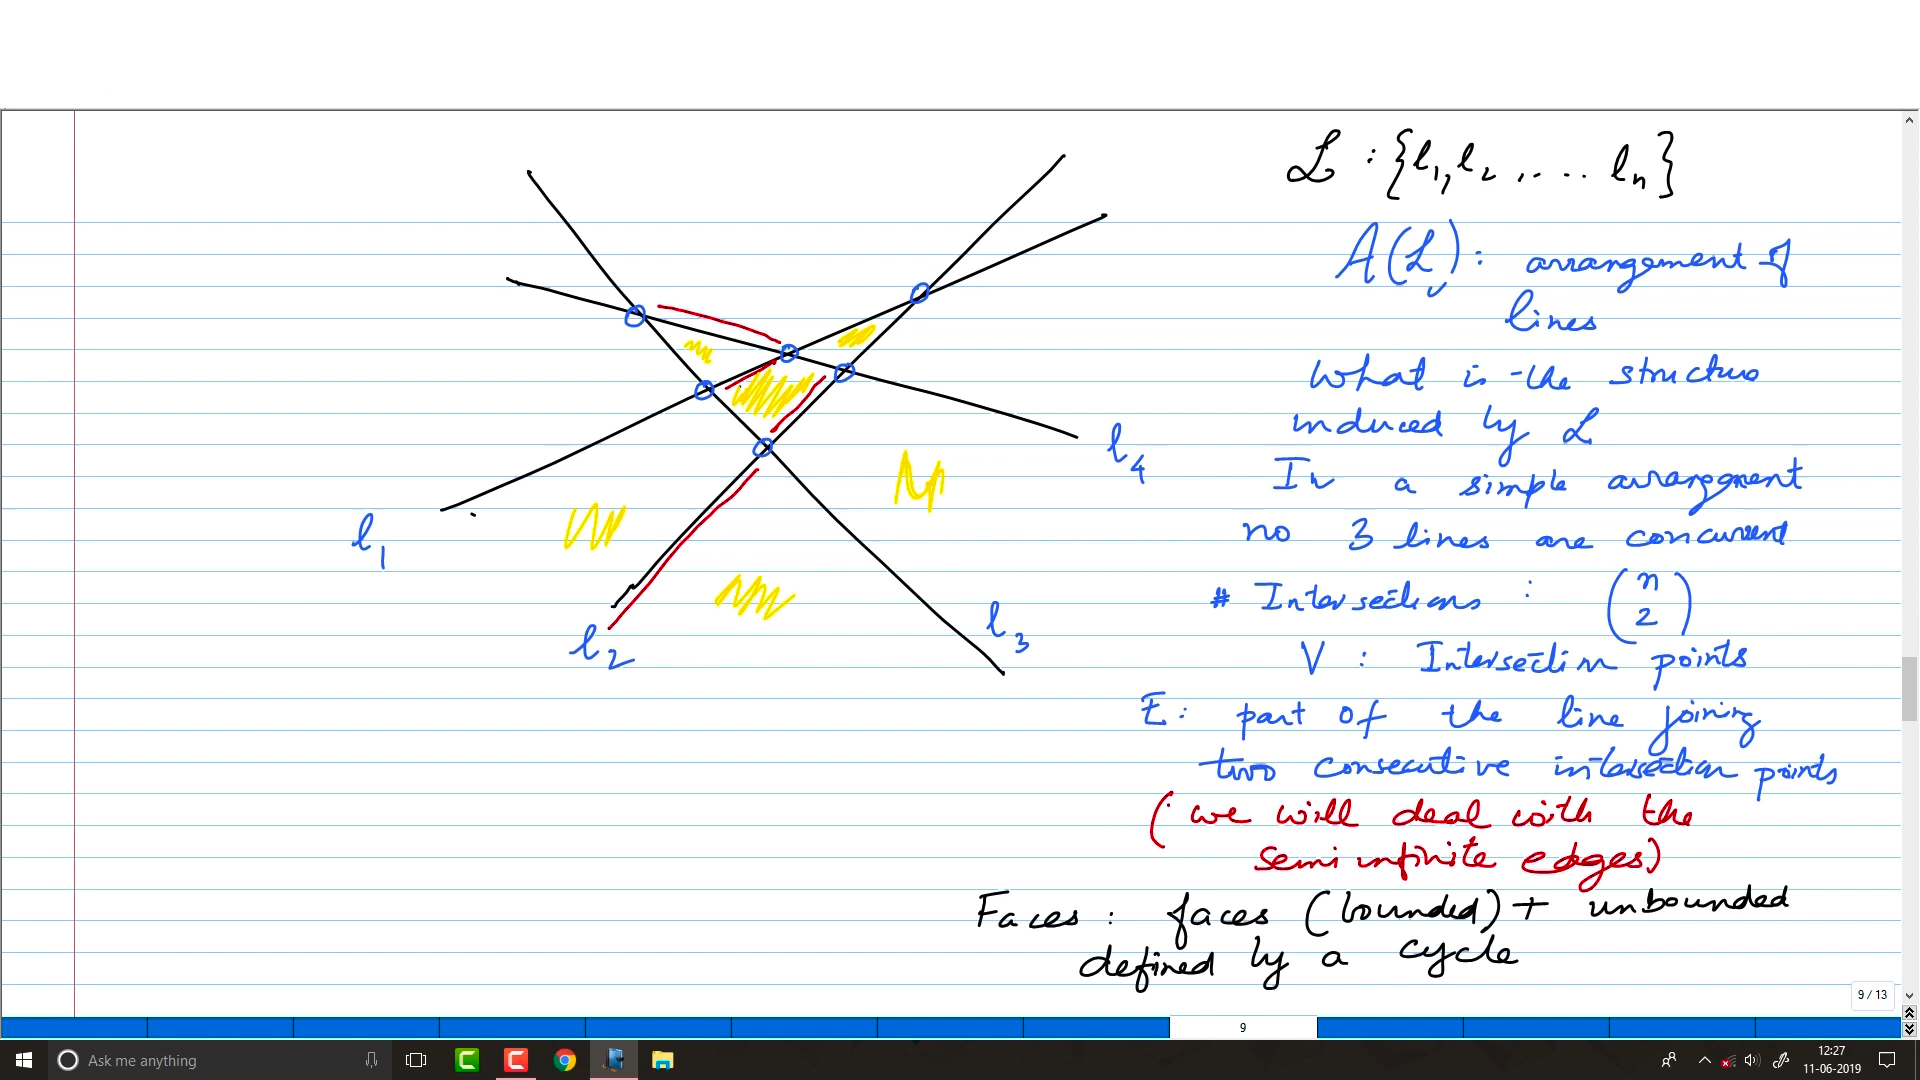 ℒ : {l₁, l₂, .... lₙ}
A(ℒ) : arrangement of
lines
What is the structure
induced by ℒ
In a simple arrangment
no 3 lines are concurrent
# Intersections : (n 2)
V : Intersection points
E : part of the line joining
two consecutive intersection points
(we will deal with the
semi infinite edges)
Faces : faces (bounded) + unbounded
defined by a cycle
l₁
l₂
l₃
l₄
9 / 13
9
Ask me anything
12:27
11-06-2019